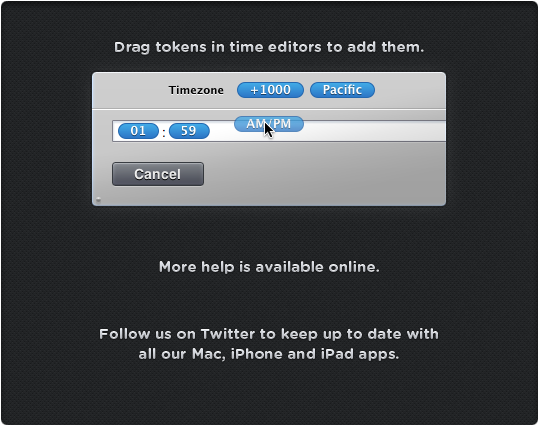 Drag tokens in time editors to add them.
Timezone +1000 Pacific
AM/PM
01 : 59
Cancel
More help is available online.
Follow us on Twitter to keep up to date with
all our Mac, iPhone and iPad apps.